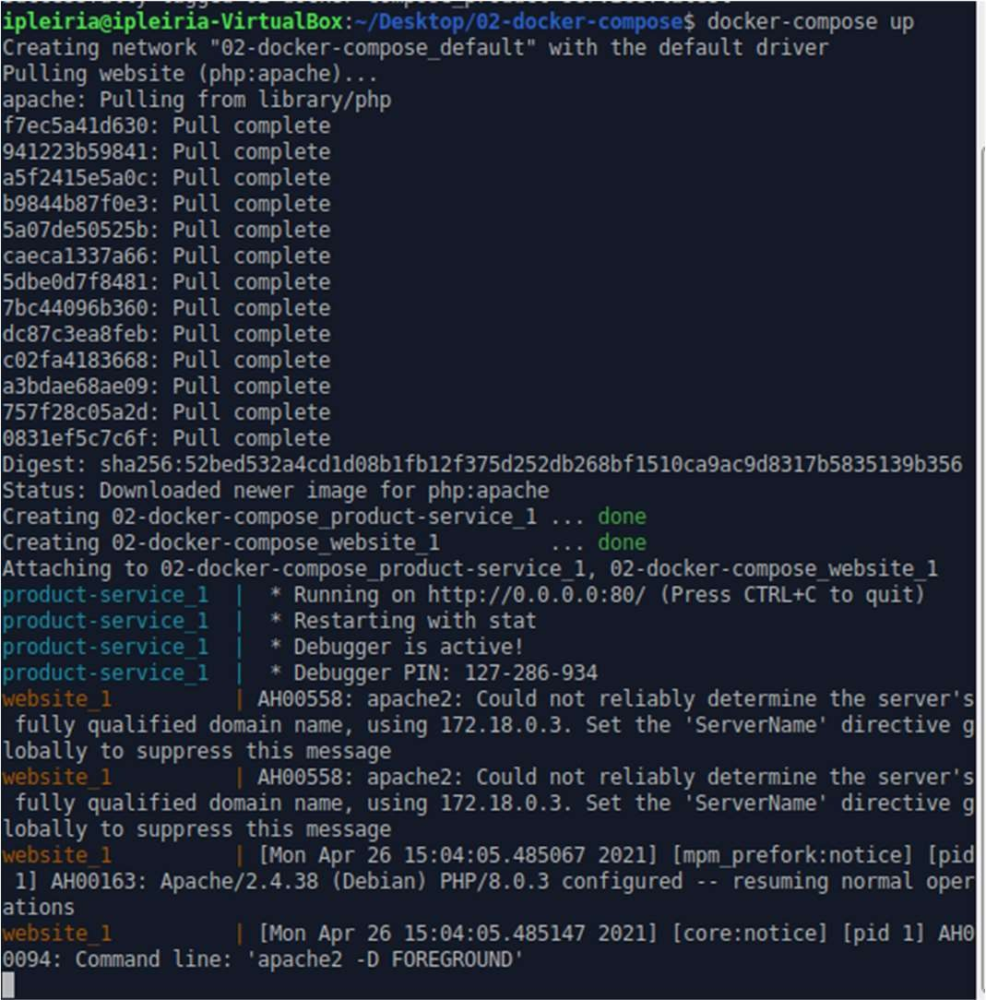 ipleiria@ipleiria-VirtualBox:~/Desktop/02-docker-compose$ docker-compose up
Creating network "02-docker-compose_default" with the default driver
Pulling website (php:apache)...
apache: Pulling from library/php
f7ec5a41d630: Pull complete
941223b59841: Pull complete
a5f2415e5a0c: Pull complete
b9844b87f0e3: Pull complete
5a07de50525b: Pull complete
caeca1337a66: Pull complete
5dbe0d7f8481: Pull complete
7bc44096b360: Pull complete
dc87c3ea8feb: Pull complete
c02fa4183668: Pull complete
a3bdae68ae09: Pull complete
757f28c05a2d: Pull complete
0831ef5c7c6f: Pull complete
Digest: sha256:52bed532a4cd1d08b1fb12f375d252db268bf1510ca9ac9d8317b5835139b356
Status: Downloaded newer image for php:apache
Creating 02-docker-compose_product-service_1 ... done
Creating 02-docker-compose_website_1         ... done
Attaching to 02-docker-compose_product-service_1, 02-docker-compose_website_1
product-service_1  |  * Running on http://0.0.0.0:80/ (Press CTRL+C to quit)
product-service_1  |  * Restarting with stat
product-service_1  |  * Debugger is active!
product-service_1  |  * Debugger PIN: 127-286-934
website_1          | AH00558: apache2: Could not reliably determine the server's
 fully qualified domain name, using 172.18.0.3. Set the 'ServerName' directive g
lobally to suppress this message
website_1          | AH00558: apache2: Could not reliably determine the server's
 fully qualified domain name, using 172.18.0.3. Set the 'ServerName' directive g
lobally to suppress this message
website_1          | [Mon Apr 26 15:04:05.485067 2021] [mpm_prefork:notice] [pid
 1] AH00163: Apache/2.4.38 (Debian) PHP/8.0.3 configured -- resuming normal oper
ations
website_1          | [Mon Apr 26 15:04:05.485147 2021] [core:notice] [pid 1] AH0
0094: Command line: 'apache2 -D FOREGROUND'